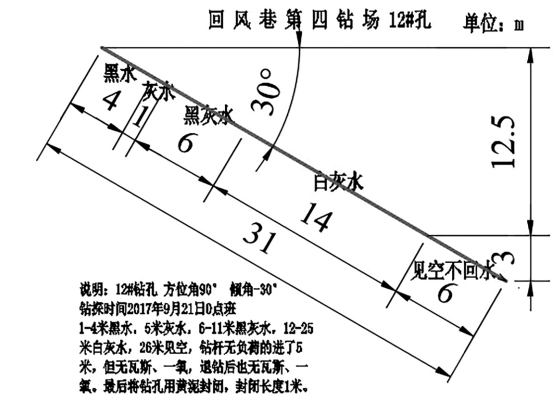 回风巷第四钻场12#孔 单位：m
黑水
灰水
4
1
黑灰水
6
30°
12.5
白灰水
14
31
3
见空不回水
6
说明：12#钻孔 方位角90° 倾角-30°
钻探时间2017年9月21日0点班
1-4米黑水，5米灰水，6-11米黑灰水，12-25
米白灰水，26米见空，钻杆无负荷的进了5
米，但无瓦斯、一氧，退钻后也无瓦斯、一
氧。最后将钻孔用黄泥封闭，封闭长度1米。